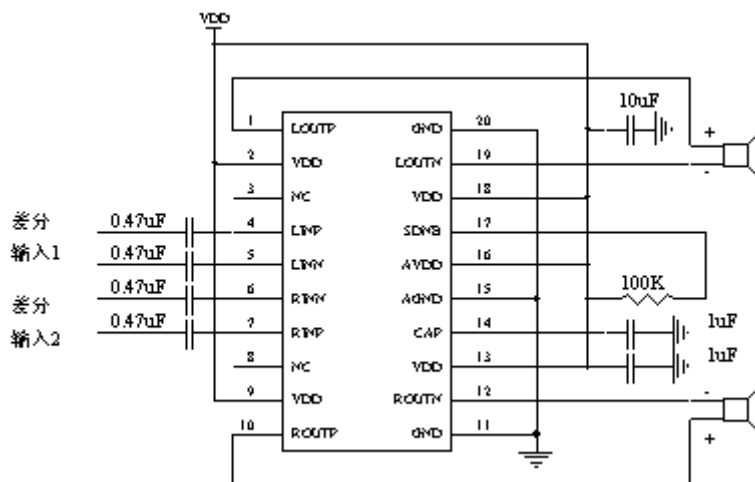 VDD
10uF
+
-
1 LOUTP GND 20
2 VDD LOUTN 19
3 NC VDD 18
差分 0.47uF 4 LINP SDNB 17
输入1 0.47uF 5 LINN AVDD 16
差分 0.47uF 6 RINN AGND 15 100K
输入2 0.47uF 7 RINP CAP 14 1uF
8 NC VDD 13 1uF
9 VDD ROUTN 12 -
10 ROUTP GND 11 +